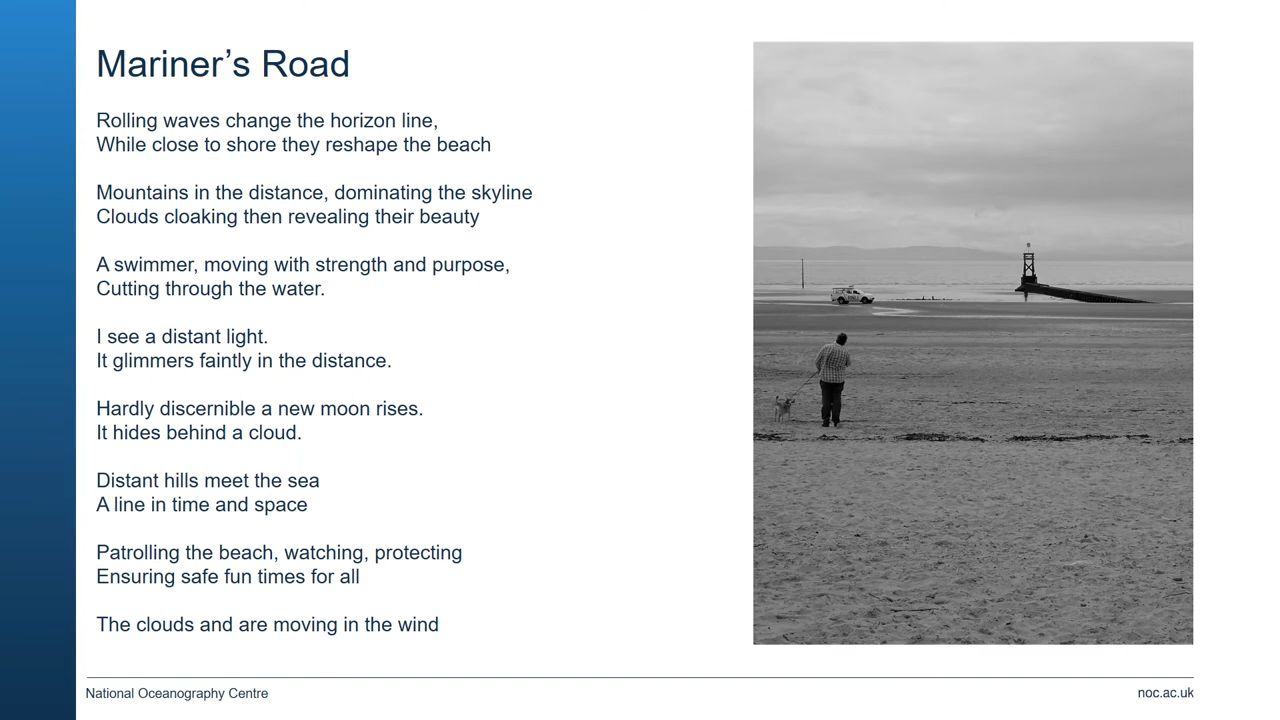 Mariner’s Road
Rolling waves change the horizon line,
While close to shore they reshape the beach
Mountains in the distance, dominating the skyline
Clouds cloaking then revealing their beauty
A swimmer, moving with strength and purpose,
Cutting through the water.
I see a distant light.
It glimmers faintly in the distance.
Hardly discernible a new moon rises.
It hides behind a cloud.
Distant hills meet the sea
A line in time and space
Patrolling the beach, watching, protecting
Ensuring safe fun times for all
The clouds and are moving in the wind
National Oceanography Centre
noc.ac.uk